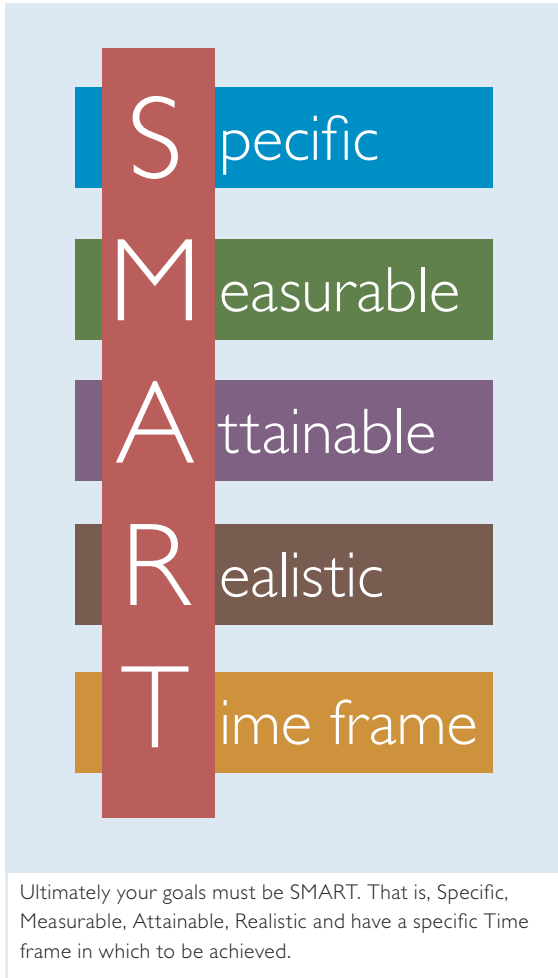 Specific
Measurable
Attainable
Realistic
Time frame
Ultimately your goals must be SMART. That is, Specific,
Measurable, Attainable, Realistic and have a specific Time
frame in which to be achieved.